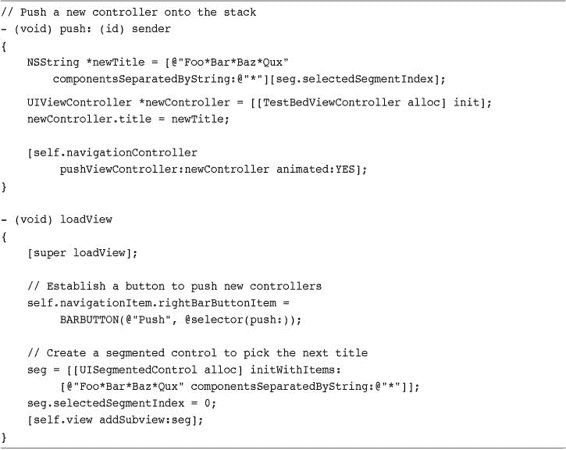 // Push a new controller onto the stack
- (void) push: (id) sender
{
    NSString *newTitle = [@"Foo*Bar*Baz*Qux"
        componentsSeparatedByString:@"*"][seg.selectedSegmentIndex];
    UIViewController *newController = [[TestBedViewController alloc] init];
    newController.title = newTitle;

    [self.navigationController
         pushViewController:newController animated:YES];
}

- (void) loadView
{
    [super loadView];

    // Establish a button to push new controllers
    self.navigationItem.rightBarButtonItem =
         BARBUTTON(@"Push", @selector(push:));

    // Create a segmented control to pick the next title
    seg = [[UISegmentedControl alloc] initWithItems:
         [@"Foo*Bar*Baz*Qux" componentsSeparatedByString:@"*"]];
    seg.selectedSegmentIndex = 0;
    [self.view addSubview:seg];
}